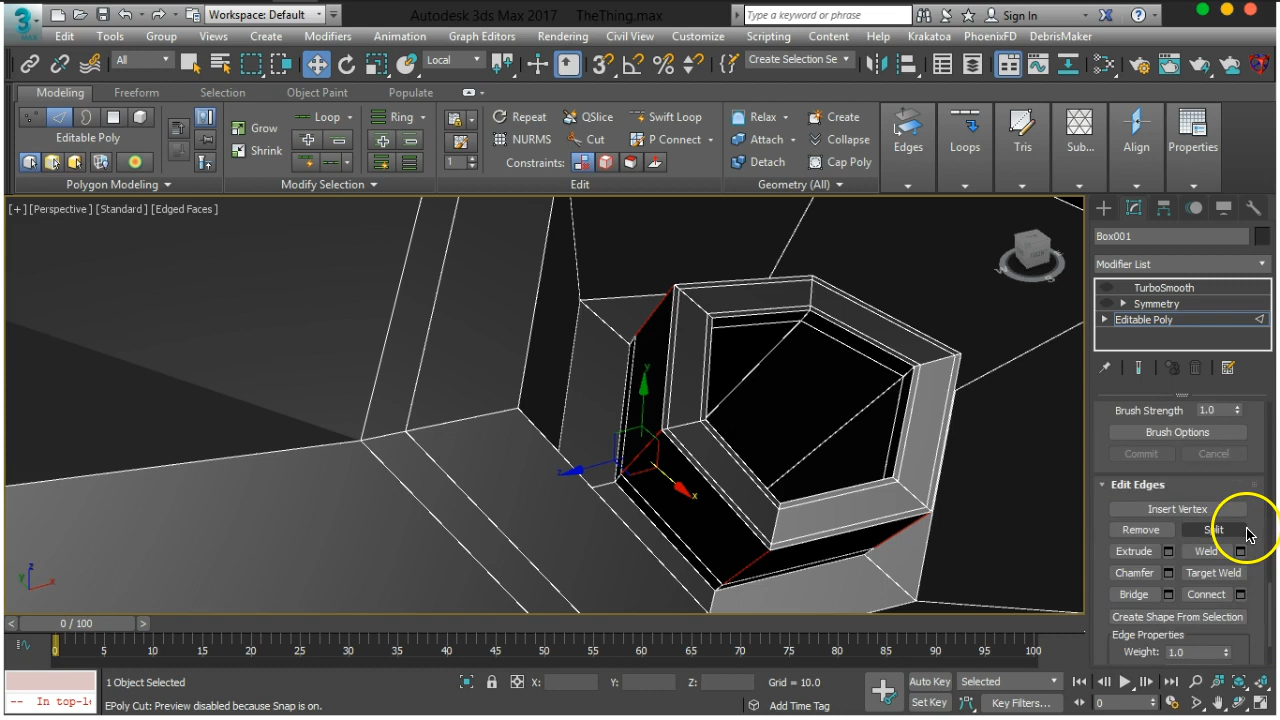 3
MAX
Workspace: Default
Autodesk 3ds Max 2017 TheThing.max
Type a keyword or phrase
Sign In
Edit Tools Group Views Create Modifiers Animation Graph Editors Rendering Civil View Customize Scripting Content Help Krakatoa PhoenixFD DebrisMaker
All
Local
Create Selection Se
Modeling Freeform Selection Object Paint Populate
Editable Poly
Polygon Modeling
Grow
Shrink
Loop
Ring
Modify Selection
1
Repeat QSlice Swift Loop
NURMS Cut P Connect
Constraints:
Edit
Relax Create
Attach Collapse
Detach Cap Poly
Geometry (All)
Edges
Loops
Tris
Sub...
Align
Properties
[+] [Perspective] [Standard] [Edged Faces]
y
z
x
z
y
x
Box001
Modifier List
TurboSmooth
Symmetry
Editable Poly
Brush Strength 1.0
Brush Options
Commit Cancel
Edit Edges
Insert Vertex
Remove Split
Extrude Weld
Chamfer Target Weld
Bridge Connect
Create Shape From Selection
Edge Properties
Weight: 1.0
< 0 / 100 >
0 5 10 15 20 25 30 35 40 45 50 55 60 65 70 75 80 85 90 95 100
1 Object Selected
X: Y: Z: Grid = 10.0
Auto Key Selected
-- In top-le
EPoly Cut: Preview disabled because Snap is on.
Add Time Tag
Set Key
Key Filters...
0